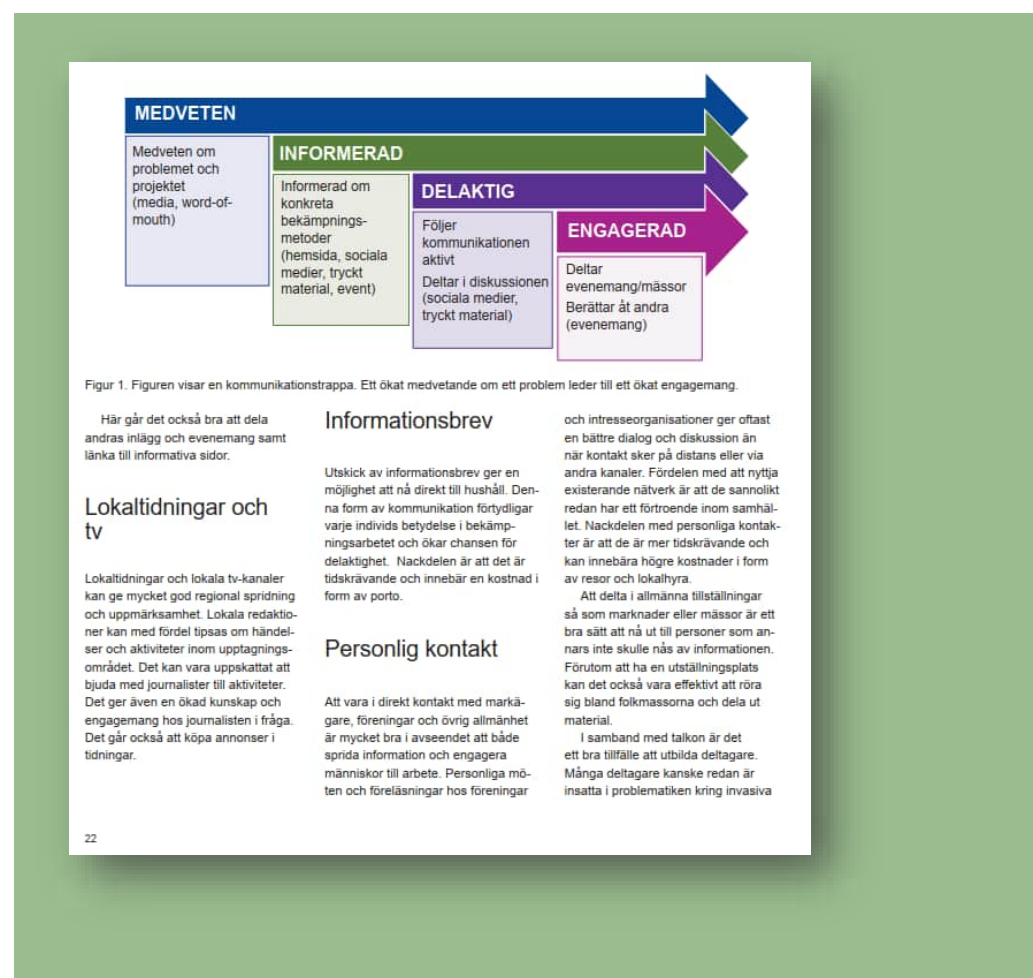 MEDVETEN
Medveten om
problemet och
projektet
(media, word-of-
mouth)
INFORMERAD
Informerad om
konkreta
bekämpnings-
metoder
(hemsida, sociala
medier, tryckt
material, event)
DELAKTIG
Följer
kommunikationen
aktivt
Deltar i diskussionen
(sociala medier,
tryckt material)
ENGAGERAD
Deltar
evenemang/mässor
Berättar åt andra
(evenemang)
Figur 1. Figuren visar en kommunikationstrappa. Ett ökat medvetande om ett problem leder till ett ökat engagemang.
Här går det också bra att dela
andras inlägg och evenemang samt
länka till informativa sidor.
Lokaltidningar och
tv
Lokaltidningar och lokala tv-kanaler
kan ge mycket god regional spridning
och uppmärksamhet. Lokala redaktio-
ner kan med fördel tipsas om händel-
ser och aktiviteter inom upptagnings-
området. Det kan vara uppskattat att
bjuda med journalister till aktiviteter.
Det ger även en ökad kunskap och
engagemang hos journalisten i fråga.
Det går också att köpa annonser i
tidningar.
Informationsbrev
Utskick av informationsbrev ger en
möjlighet att nå direkt till hushåll. Den-
na form av kommunikation förtydligar
varje individs betydelse i bekämp-
ningsarbetet och ökar chansen för
delaktighet.  Nackdelen är att det är
tidskrävande och innebär en kostnad i
form av porto.
Personlig kontakt
Att vara i direkt kontakt med markä-
gare, föreningar och övrig allmänhet
är mycket bra i avseendet att både
sprida information och engagera
människor till arbete. Personliga mö-
ten och föreläsningar hos föreningar
och intresseorganisationer ger oftast
en bättre dialog och diskussion än
när kontakt sker på distans eller via
andra kanaler. Fördelen med att nyttja
existerande nätverk är att de sannolikt
redan har ett förtroende inom samhäl-
let. Nackdelen med personliga kontak-
ter är att de är mer tidskrävande och
kan innebära högre kostnader i form
av resor och lokalhyra.
Att delta i allmänna tillställningar
så som marknader eller mässor är ett
bra sätt att nå ut till personer som an-
nars inte skulle nås av informationen.
Förutom att ha en utställningsplats
kan det också vara effektivt att röra
sig bland folkmassorna och dela ut
material.
I samband med talkon är det
ett bra tillfälle att utbilda deltagare.
Många deltagare kanske redan är
insatta i problematiken kring invasiva
22